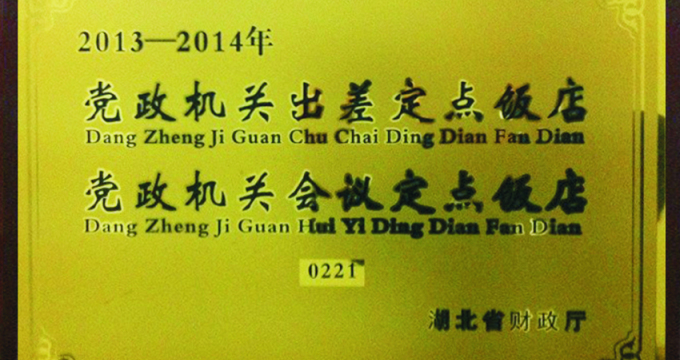 2013—2014年
党政机关出差定点饭店
Dang Zheng Ji Guan Chu Chai Ding Dian Fan Dian
党政机关会议定点饭店
Dang Zheng Ji Guan Hui Yi Ding Dian Fan Dian
0221
湖北省财政厅